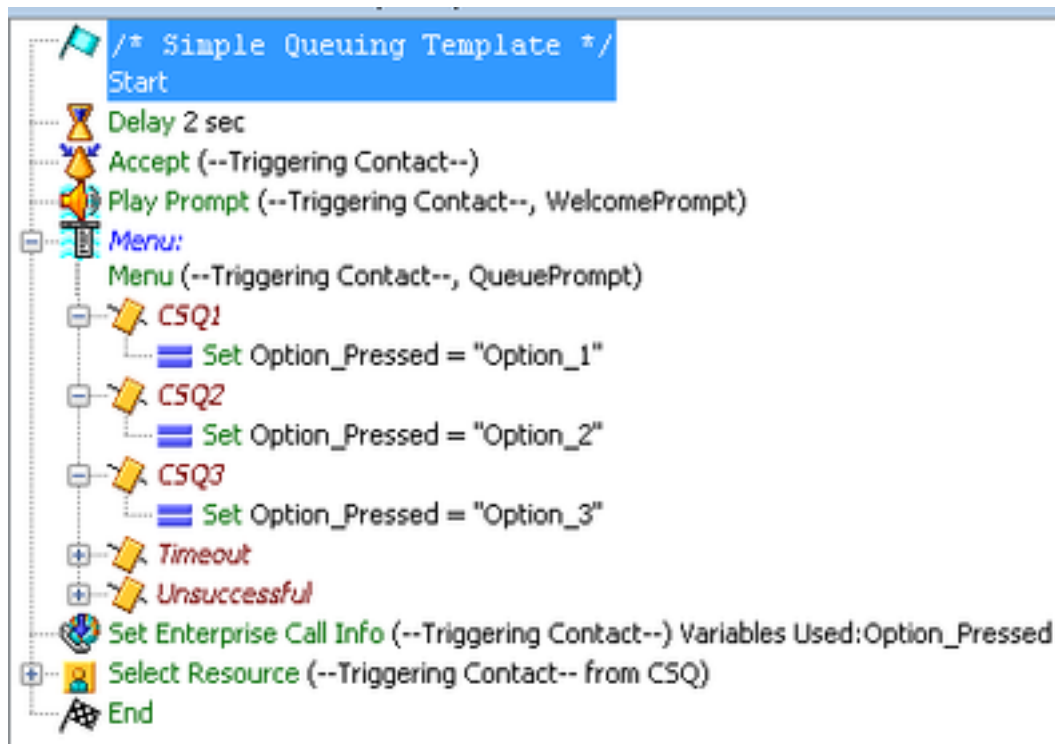 /* Simple Queuing Template */
Start
Delay 2 sec
Accept (--Triggering Contact--)
Play Prompt (--Triggering Contact--, WelcomePrompt)
Menu:
Menu (--Triggering Contact--, QueuePrompt)
CSQ1
Set Option_Pressed = "Option_1"
CSQ2
Set Option_Pressed = "Option_2"
CSQ3
Set Option_Pressed = "Option_3"
Timeout
Unsuccessful
Set Enterprise Call Info (--Triggering Contact--) Variables Used:Option_Pressed
Select Resource (--Triggering Contact-- from CSQ)
End